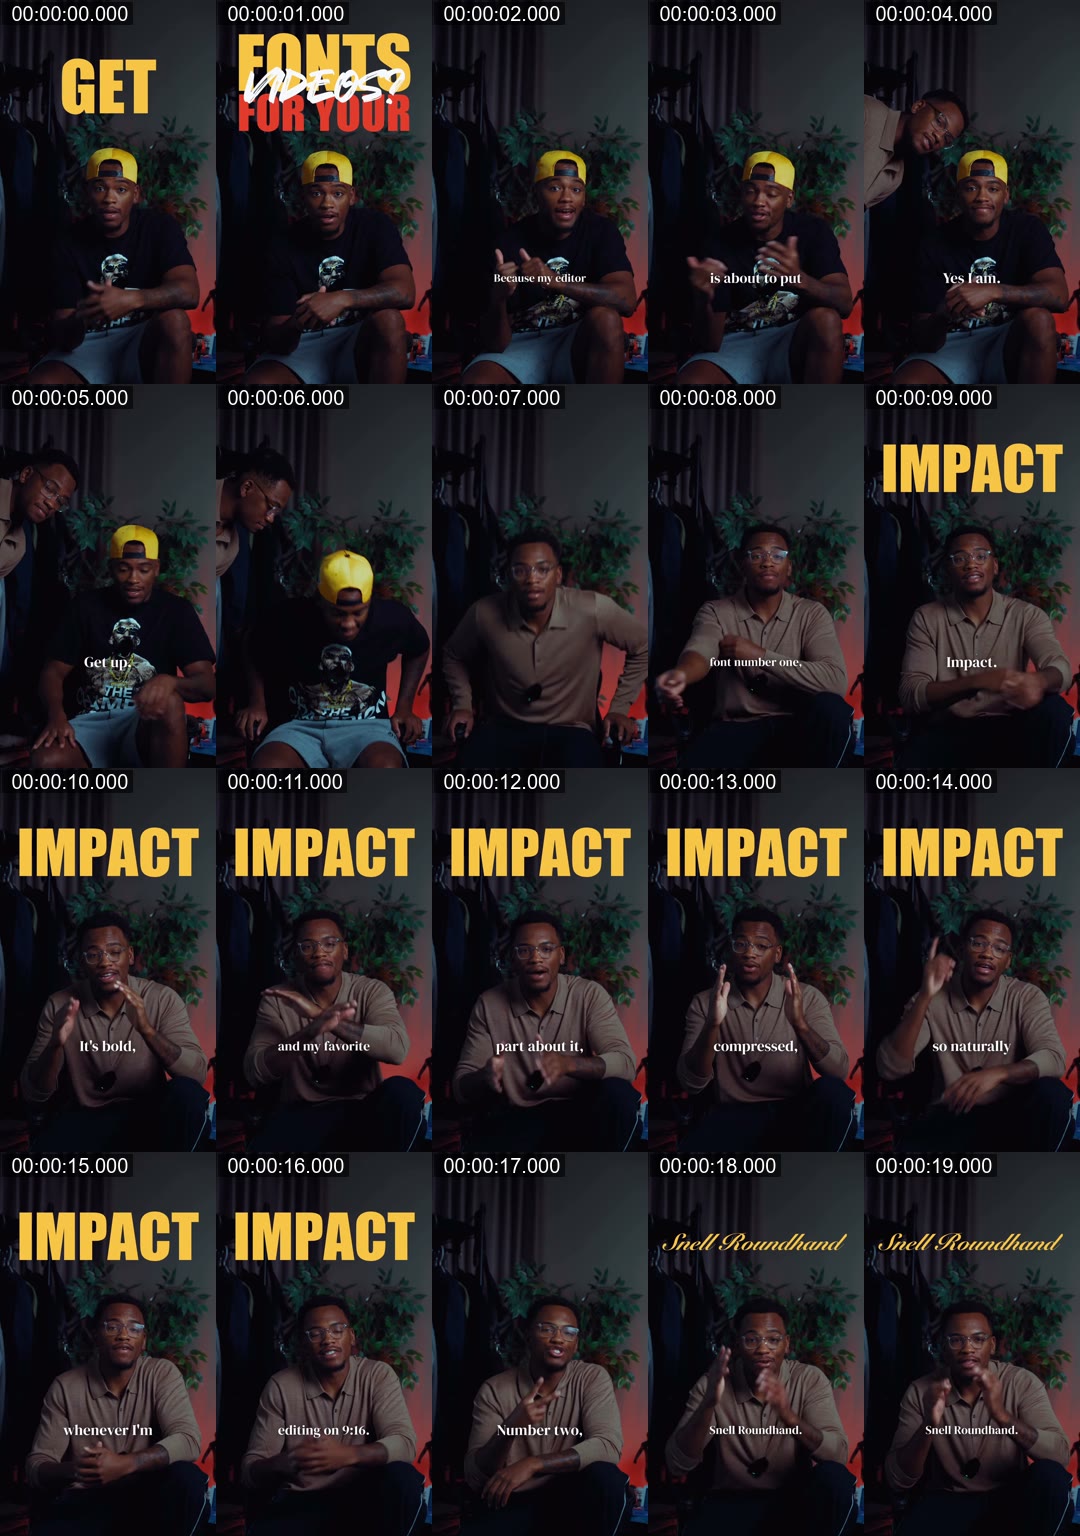 00:00:00.000
GET
00:00:01.000
FONTS
VIDEOS?
FOR YOUR
00:00:02.000
Because my editor
00:00:03.000
is about to put
00:00:04.000
Yes I am.
00:00:05.000
Get up,
THE
00:00:06.000
00:00:07.000
00:00:08.000
font number one,
00:00:09.000
IMPACT
Impact.
00:00:10.000
IMPACT
It's bold,
00:00:11.000
IMPACT
and my favorite
00:00:12.000
IMPACT
part about it,
00:00:13.000
IMPACT
compressed,
00:00:14.000
IMPACT
so naturally
00:00:15.000
IMPACT
whenever I'm
00:00:16.000
IMPACT
editing on 9:16.
00:00:17.000
Number two,
00:00:18.000
Snell Roundhand
Snell Roundhand.
00:00:19.000
Snell Roundhand
Snell Roundhand.